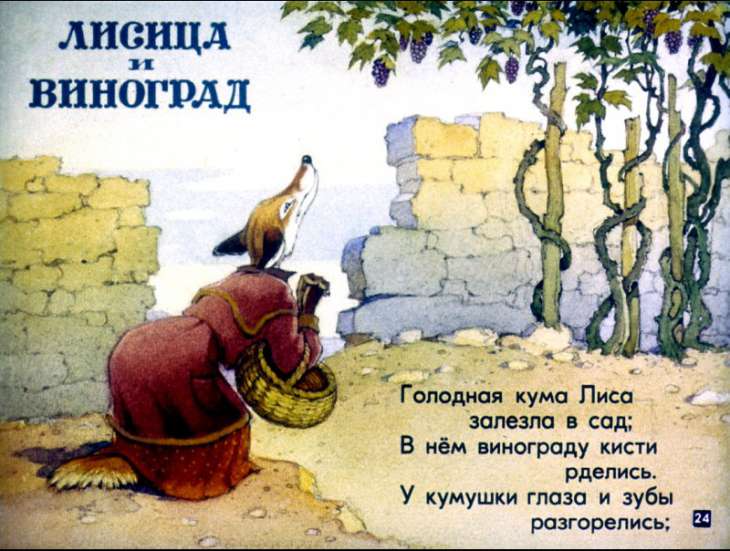 ЛИСИЦА
и
ВИНОГРАД
Голодная кума Лиса
залезла в сад;
В нём винограду кисти
рделись.
У кумушки глаза и зубы
разгорелись;
24